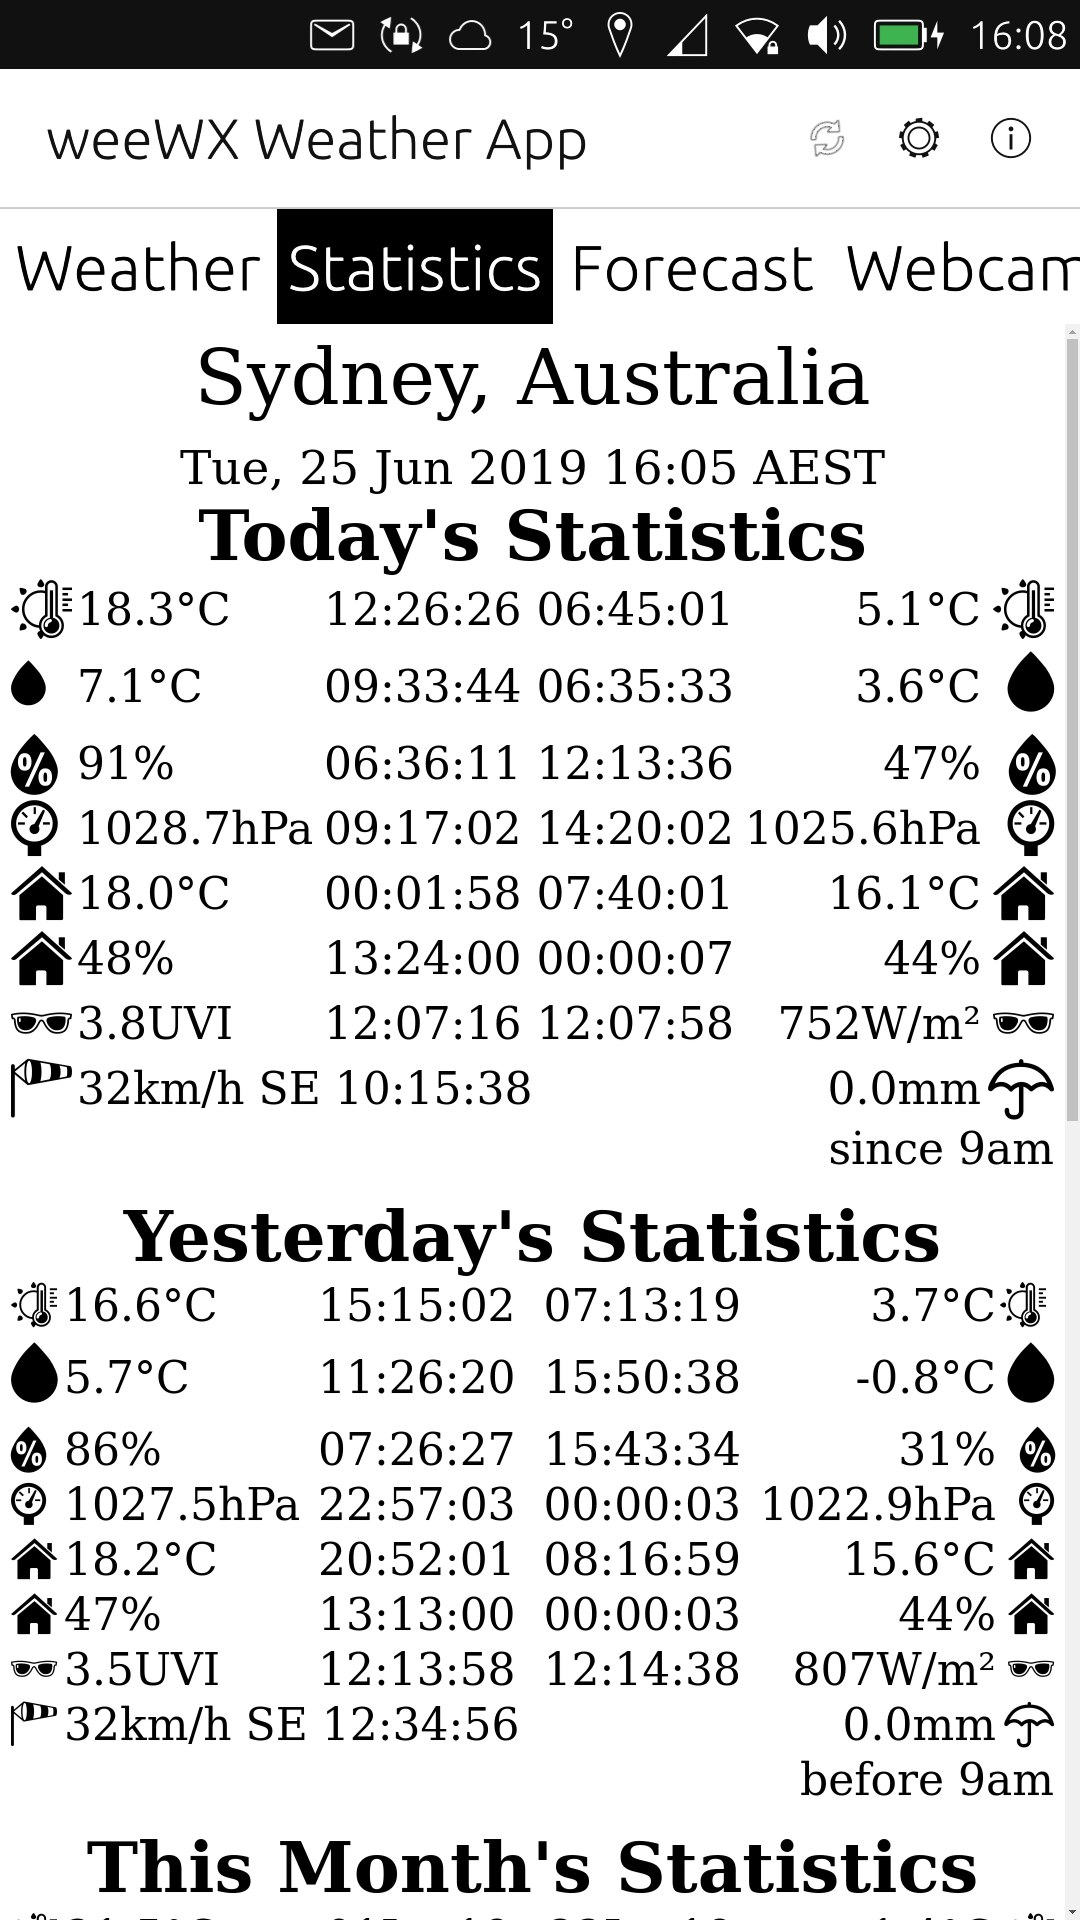 15° 16:08
weeWX Weather App
Weather Statistics Forecast Webcam
Sydney, Australia
Tue, 25 Jun 2019 16:05 AEST
Today's Statistics
18.3°C 12:26:26 06:45:01 5.1°C
7.1°C 09:33:44 06:35:33 3.6°C
% 91% 06:36:11 12:13:36 47% %
1028.7hPa 09:17:02 14:20:02 1025.6hPa
18.0°C 00:01:58 07:40:01 16.1°C
48% 13:24:00 00:00:07 44%
3.8UVI 12:07:16 12:07:58 752W/m²
32km/h SE 10:15:38 0.0mm
since 9am
Yesterday's Statistics
16.6°C 15:15:02 07:13:19 3.7°C
5.7°C 11:26:20 15:50:38 -0.8°C
% 86% 07:26:27 15:43:34 31% %
1027.5hPa 22:57:03 00:00:03 1022.9hPa
18.2°C 20:52:01 08:16:59 15.6°C
47% 13:13:00 00:00:03 44%
3.5UVI 12:13:58 12:14:38 807W/m²
32km/h SE 12:34:56 0.0mm
before 9am
This Month's Statistics